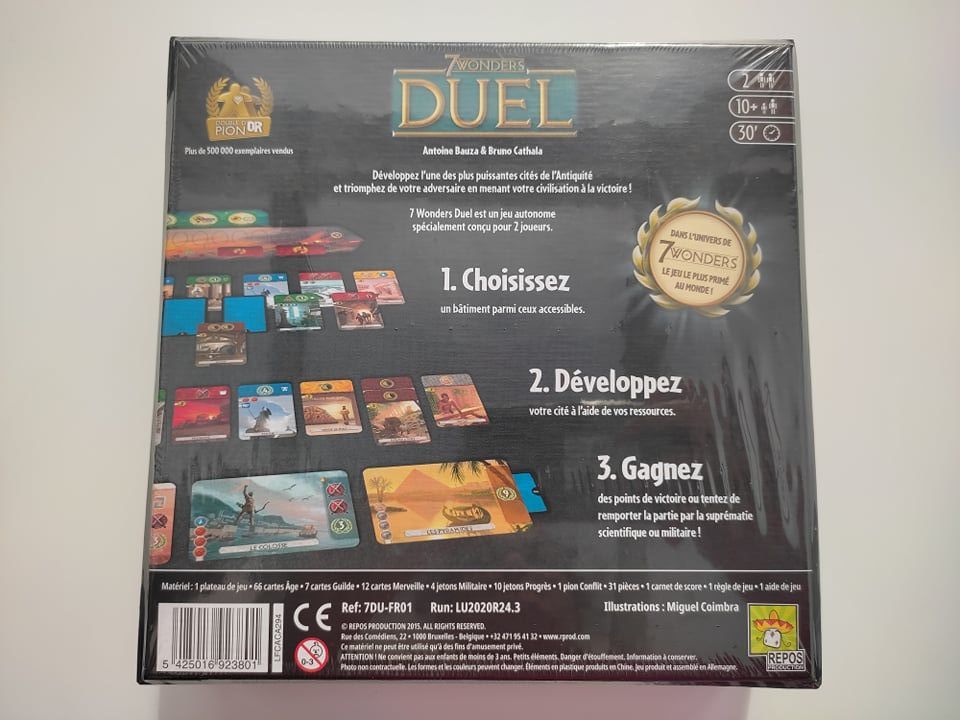 7 WONDERS
DUEL
Antoine Bauza & Bruno Cathala
DOUBLE
PION OR
Plus de 500 000 exemplaires vendus
2
10+
30'
Développez l'une des plus puissantes cités de l'Antiquité
et triomphez de votre adversaire en menant votre civilisation à la victoire !
7 Wonders Duel est un jeu autonome
spécialement conçu pour 2 joueurs.
DANS L'UNIVERS DE
7 WONDERS
LE JEU LE PLUS PRIMÉ
AU MONDE !
1. Choisissez
un bâtiment parmi ceux accessibles.
2. Développez
votre cité à l'aide de vos ressources.
3. Gagnez
des points de victoire ou tentez de
remporter la partie par la suprématie
scientifique ou militaire !
3
LE COLOSSE
9
LES PYRAMIDES
Matériel : 1 plateau de jeu • 66 cartes Âge • 7 cartes Guilde • 12 cartes Merveille • 4 jetons Militaire • 10 jetons Progrès • 1 pion Conflit • 31 pièces • 1 carnet de score • 1 règle de jeu • 1 aide de jeu
5 425016 923801
LFCACA294
CE
0-3
Ref: 7DU-FR01 Run: LU2020R24.3
Illustrations : Miguel Coimbra
© REPOS PRODUCTION 2015. ALL RIGHTS RESERVED.
Rue des Comédiens, 22 • 1000 Bruxelles - Belgique • +32 471 95 41 32 • www.rprod.com
Ce matériel ne peut être utilisé qu'à des fins d'amusement privé.
ATTENTION ! Ne convient pas aux enfants de moins de 3 ans. Petits éléments. Danger d'étouffement. Information à conserver.
Photo non contractuelle. Les formes et les couleurs peuvent changer. Éléments en plastique produits en Chine. Jeu produit et assemblé en Allemagne.
REPOS
PRODUCTION